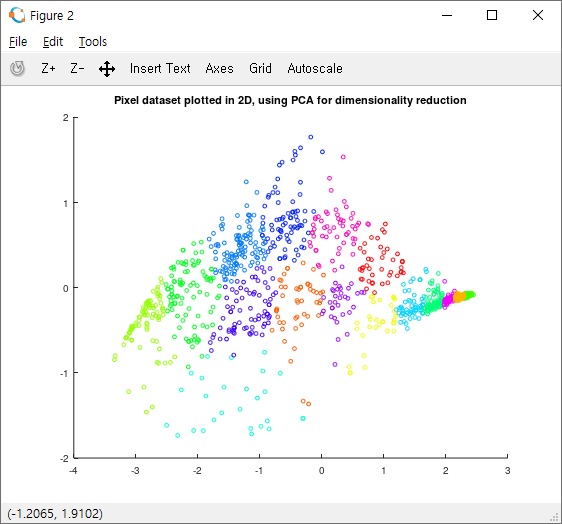 Figure 2
File Edit Tools
Z+ Z- Insert Text Axes Grid Autoscale
Pixel dataset plotted in 2D, using PCA for dimensionality reduction
2
1
0
-1
-2
-4 -3 -2 -1 0 1 2 3
(-1.2065, 1.9102)